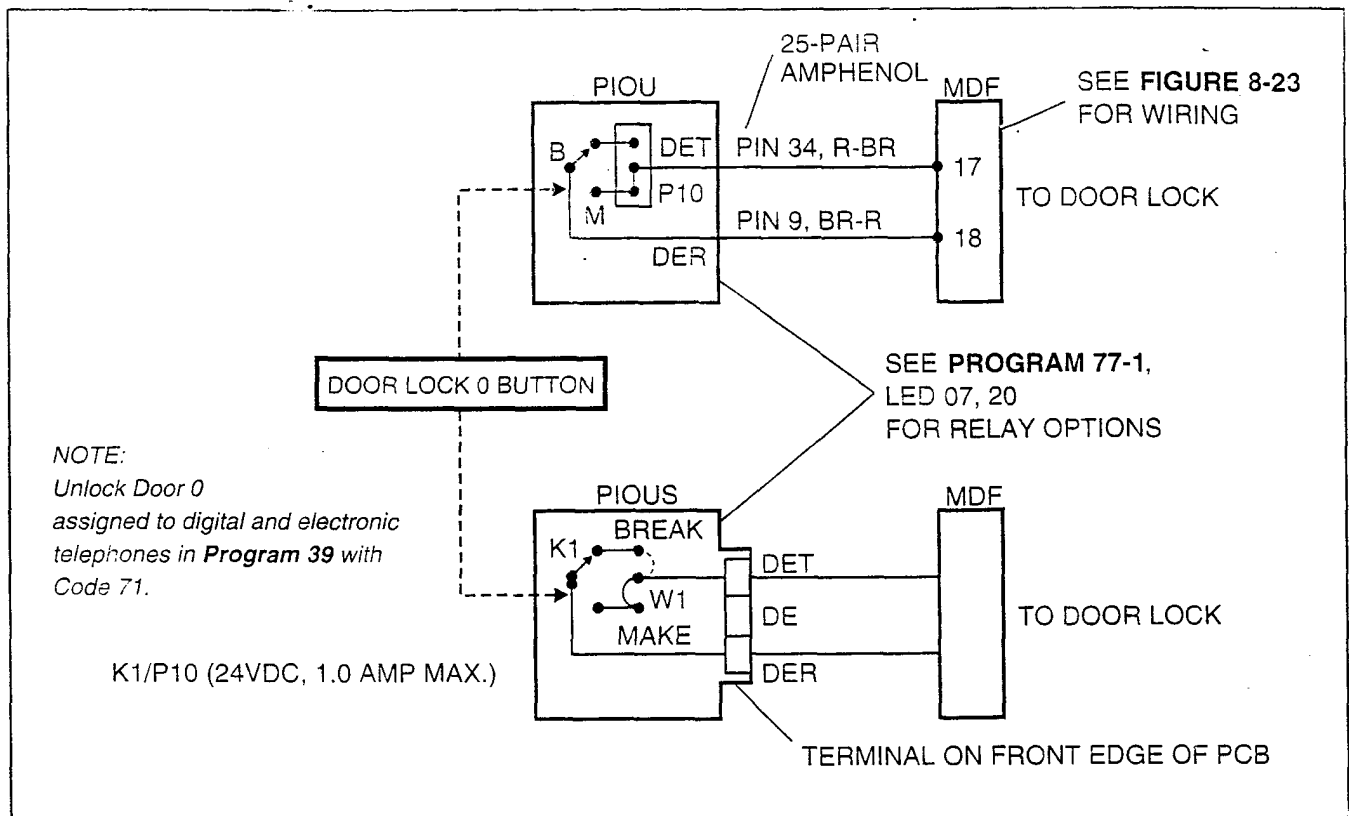 25-PAIR
AMPHENOL
PIOU
MDF
SEE FIGURE 8-23
FOR WIRING
B
DET
PIN 34, R-BR
17
M
P10
TO DOOR LOCK
PIN 9, BR-R
18
DER
DOOR LOCK 0 BUTTON
SEE PROGRAM 77-1,
LED 07, 20
FOR RELAY OPTIONS
NOTE:
Unlock Door 0
assigned to digital and electronic
telephones in Program 39 with
Code 71.
PIOUS
MDF
BREAK
K1
DET
W1
DE
TO DOOR LOCK
MAKE
DER
K1/P10 (24VDC, 1.0 AMP MAX.)
TERMINAL ON FRONT EDGE OF PCB